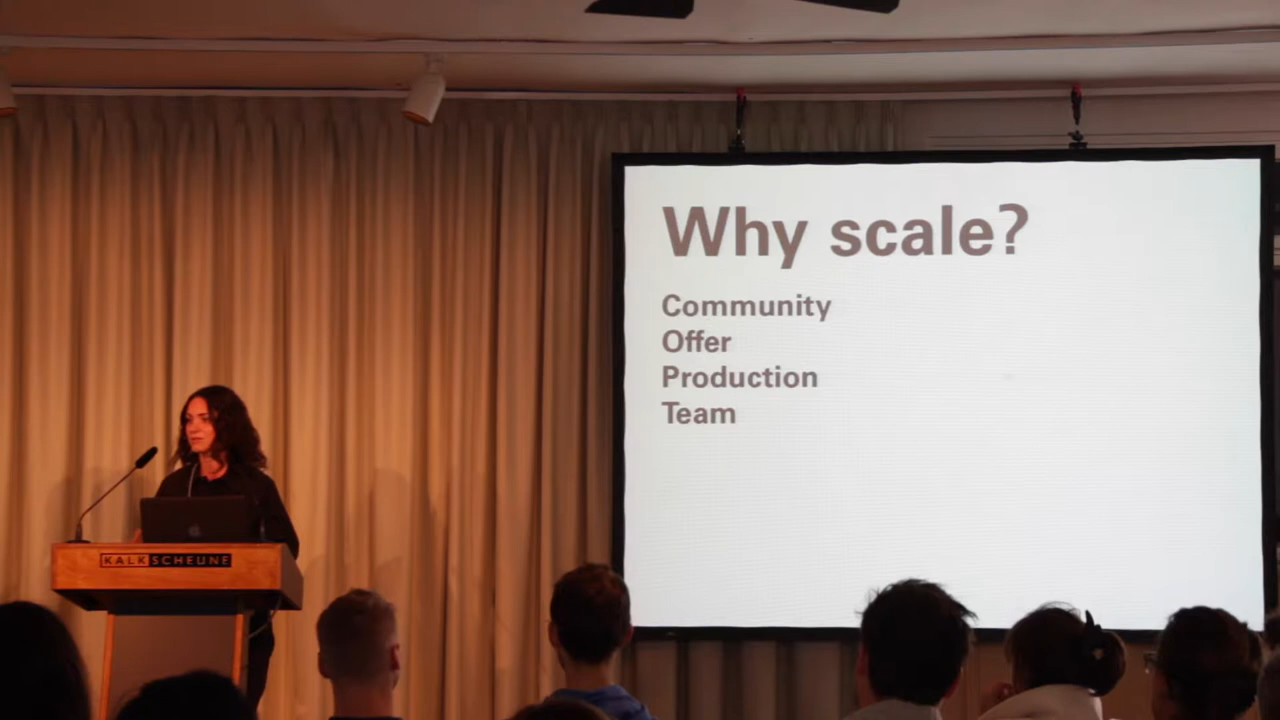 Why scale?
Community
Offer
Production
Team
KALKSCHEUNE